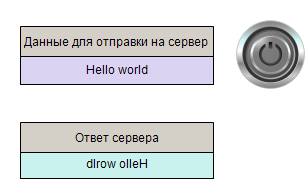 Данные для отправки на сервер
Hello world
Ответ сервера
dlrow olleH